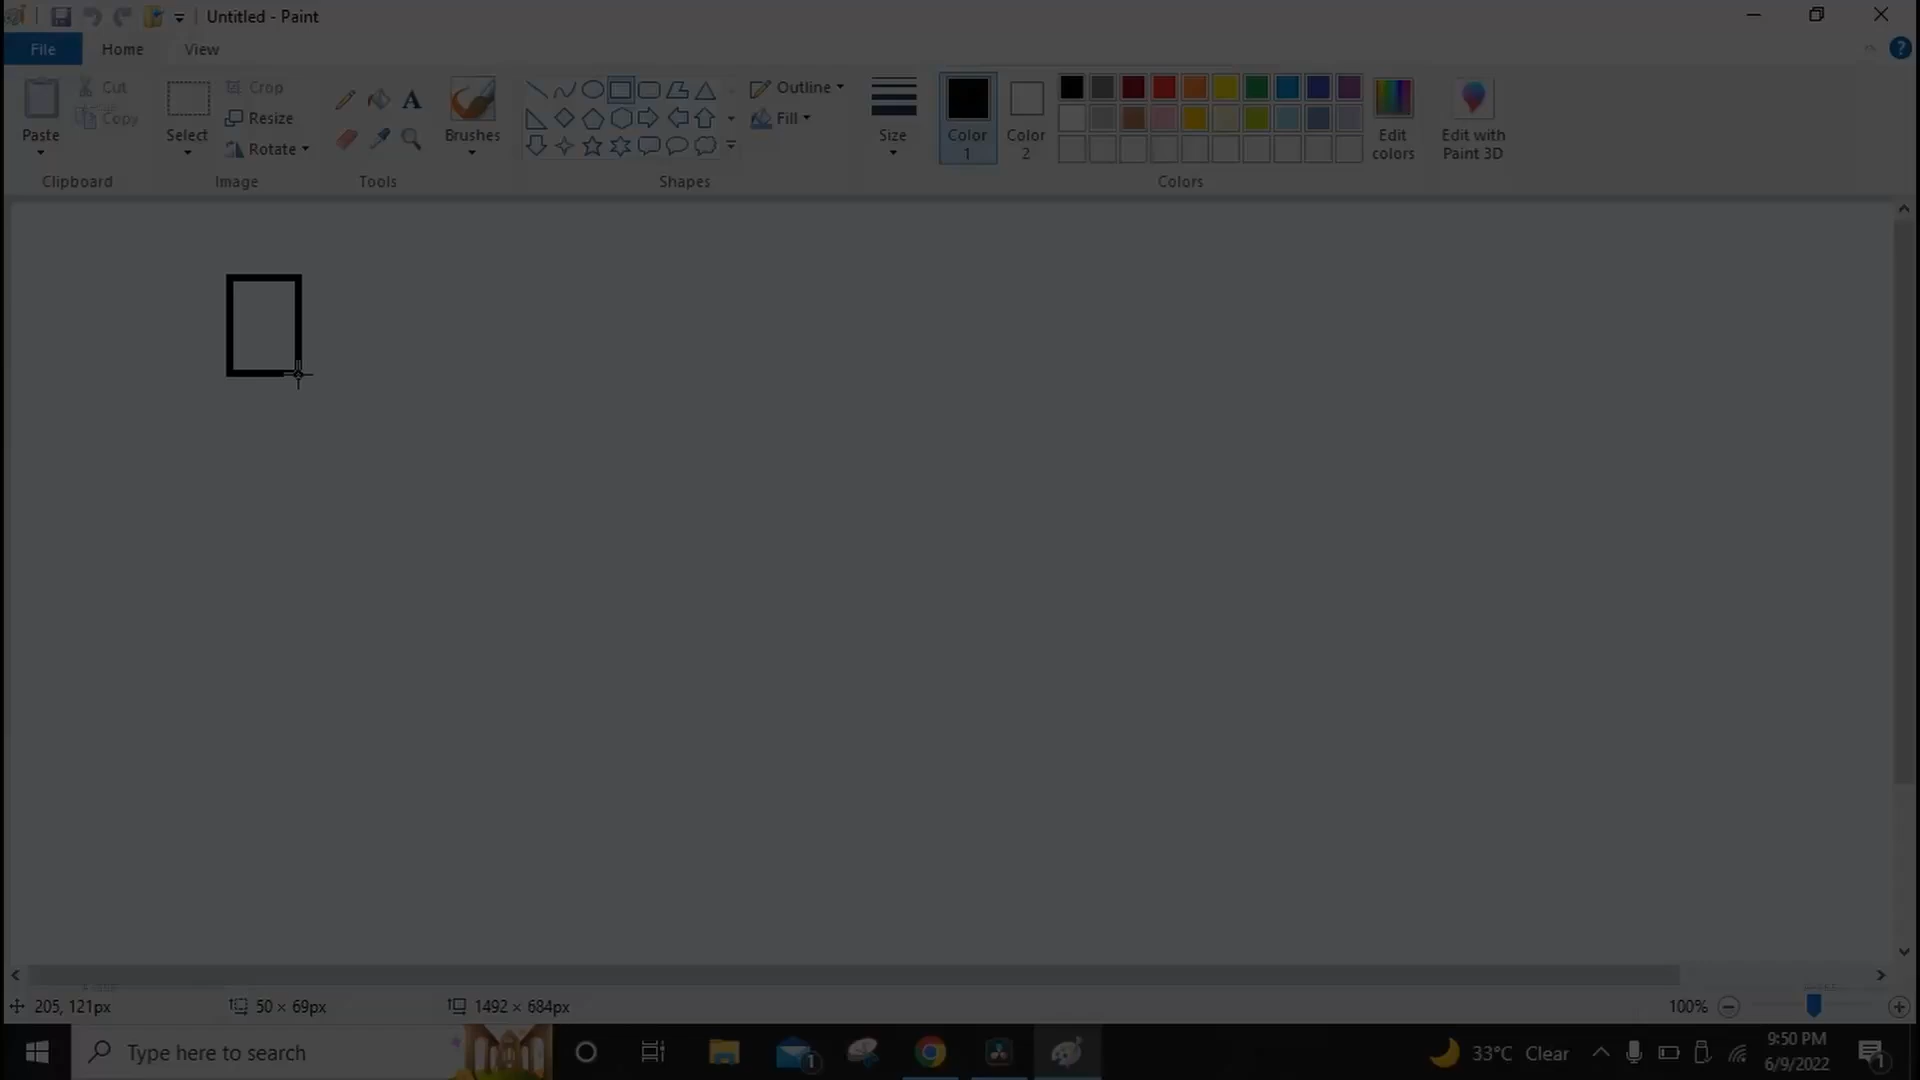 Untitled - Paint
File Home View
Paste
Cut
Copy
Clipboard
Select
Crop
Resize
Rotate
Image
A
Tools
Brushes
Shapes
Outline
Fill
Size
Color
1
Color
2
Colors
Edit
colors
Edit with
Paint 3D
?
205, 121px 50 × 69px 1492 × 684px 100%
Type here to search
1
33°C Clear
9:50 PM
6/9/2022
1